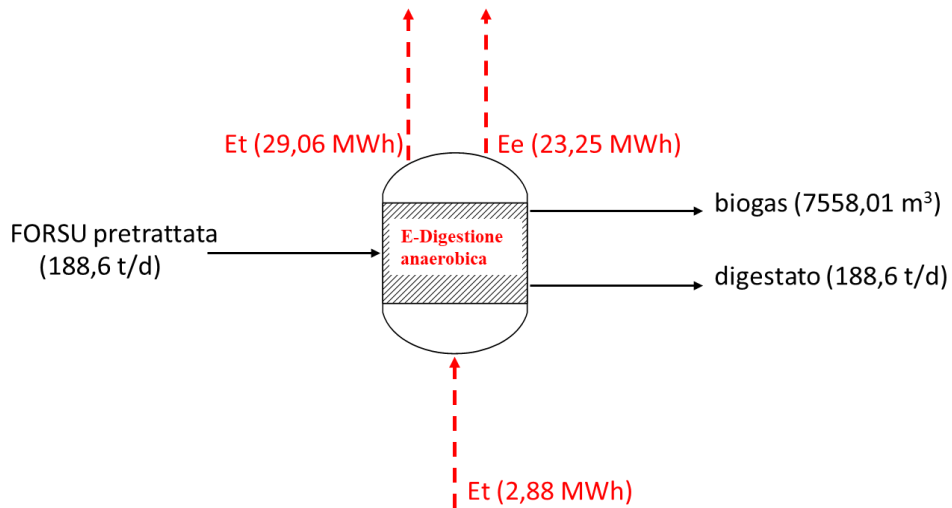 Et (29,06 MWh)
Ee (23,25 MWh)
FORSU pretrattata
(188,6 t/d)
E-Digestione
anaerobica
biogas (7558,01 m³)
digestato (188,6 t/d)
Et (2,88 MWh)